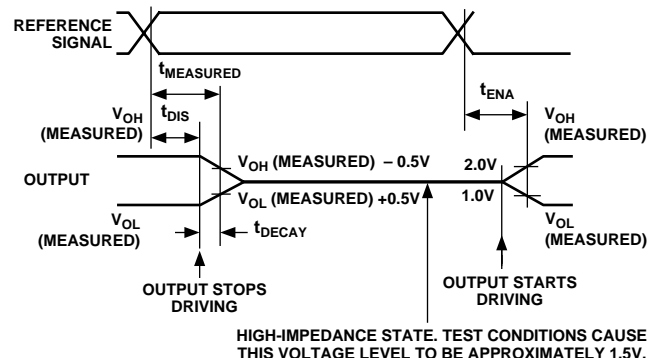 REFERENCE
SIGNAL
tMEASURED
tENA
VOH
(MEASURED)
tDIS
VOH
(MEASURED)
VOH (MEASURED) – 0.5V
2.0V
OUTPUT
VOL (MEASURED) +0.5V
1.0V
VOL
(MEASURED)
tDECAY
VOL
(MEASURED)
OUTPUT STOPS
DRIVING
OUTPUT STARTS
DRIVING
HIGH-IMPEDANCE STATE. TEST CONDITIONS CAUSE
THIS VOLTAGE LEVEL TO BE APPROXIMATELY 1.5V.